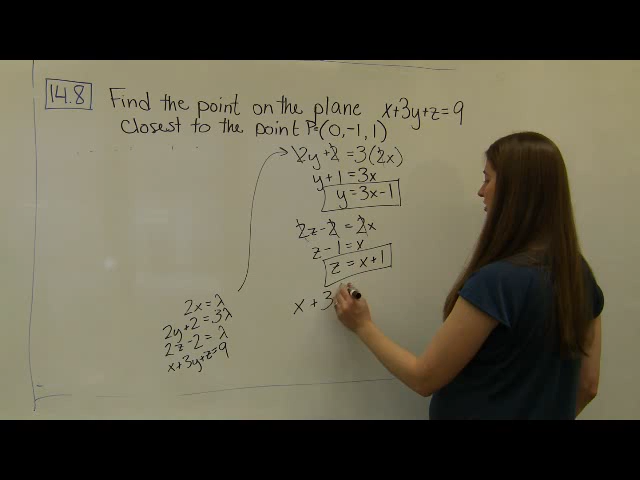 14.8 Find the point on the plane x+3y+z=9
closest to the point P=(0,-1,1)
2y+2=3(2x)
y+1=3x
y=3x-1
2z-2=2x
z-1=x
z=x+1
x+3
2x=λ
2y+2=3λ
2z-2=λ
x+3y+z=9